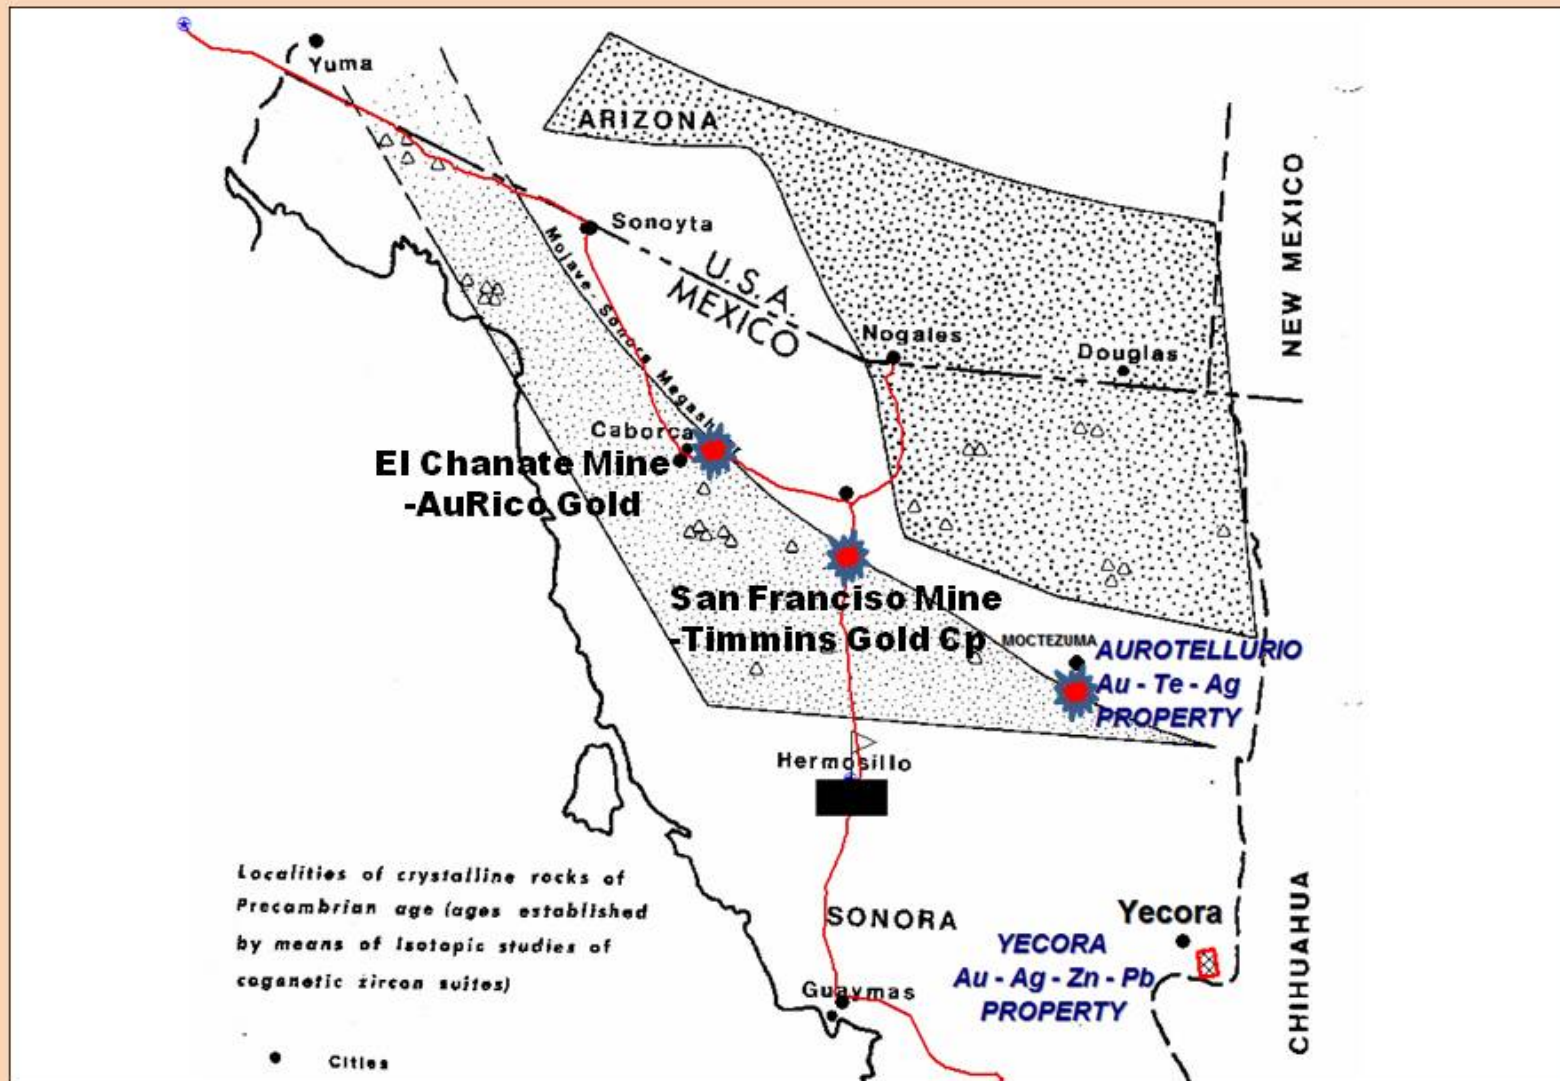 Yuma
ARIZONA
NEW MEXICO
Sonoyta
Mojave - Sonora Megash
U.S.A.
MEXICO
Nogales
Douglas
Caborca
El Chanate Mine
-AuRico Gold
San Franciso Mine
-Timmins Gold Cp
MOCTEZUMA
AUROTELLURIO
Au - Te - Ag
PROPERTY
Hermosillo
Localities of crystalline rocks of
Precambrian age (ages established
by means of isotopic studies of
cogenetic zircon suites)
SONORA
Yecora
YECORA
Au - Ag - Zn - Pb
PROPERTY
CHIHUAHUA
Guaymas
Cities